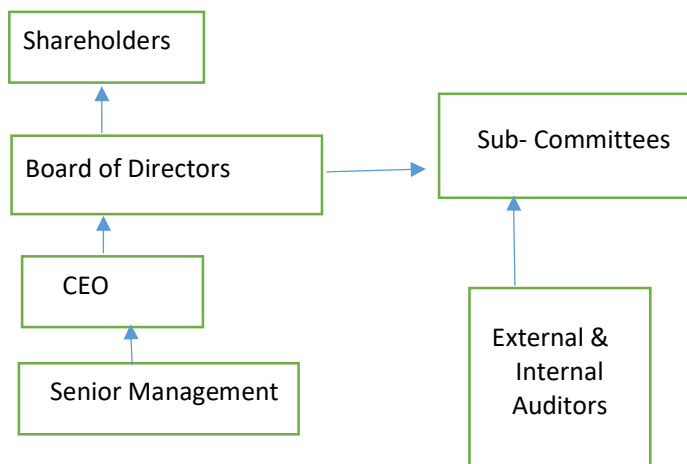 Shareholders
Board of Directors
Sub- Committees
CEO
Senior Management
External &
Internal
Auditors